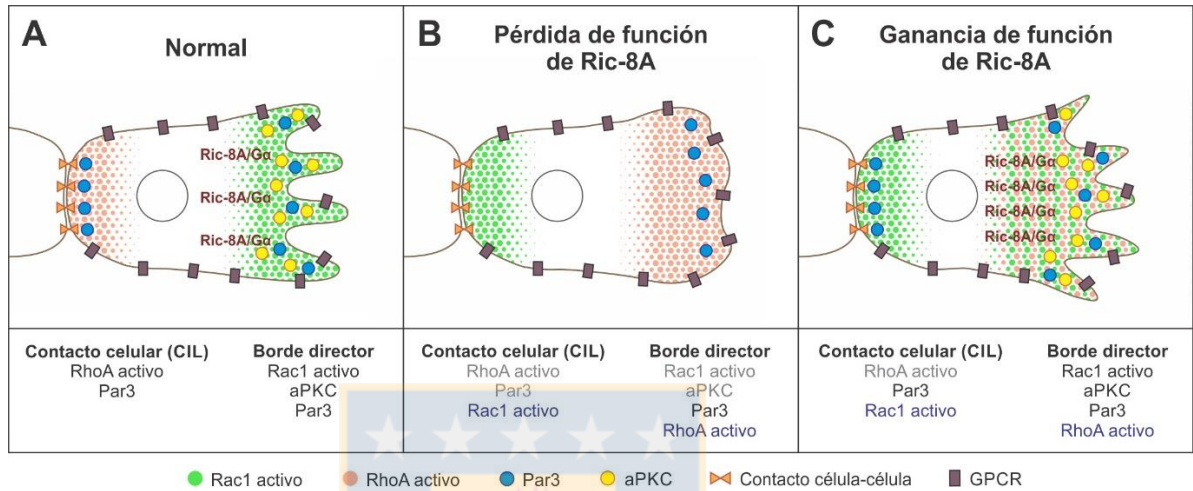 A
Normal
Ric-8A/Gα
Ric-8A/Gα
Ric-8A/Gα
Contacto celular (CIL)
RhoA activo
Par3
Borde director
Rac1 activo
aPKC
Par3
B
Pérdida de función
de Ric-8A
Contacto celular (CIL)
RhoA activo
Par3
Rac1 activo
Borde director
Rac1 activo
aPKC
Par3
RhoA activo
C
Ganancia de función
de Ric-8A
Ric-8A/Gα
Ric-8A/Gα
Ric-8A/Gα
Ric-8A/Gα
Contacto celular (CIL)
RhoA activo
Par3
Rac1 activo
Borde director
Rac1 activo
aPKC
Par3
RhoA activo
Rac1 activo RhoA activo Par3 aPKC Contacto célula-célula GPCR